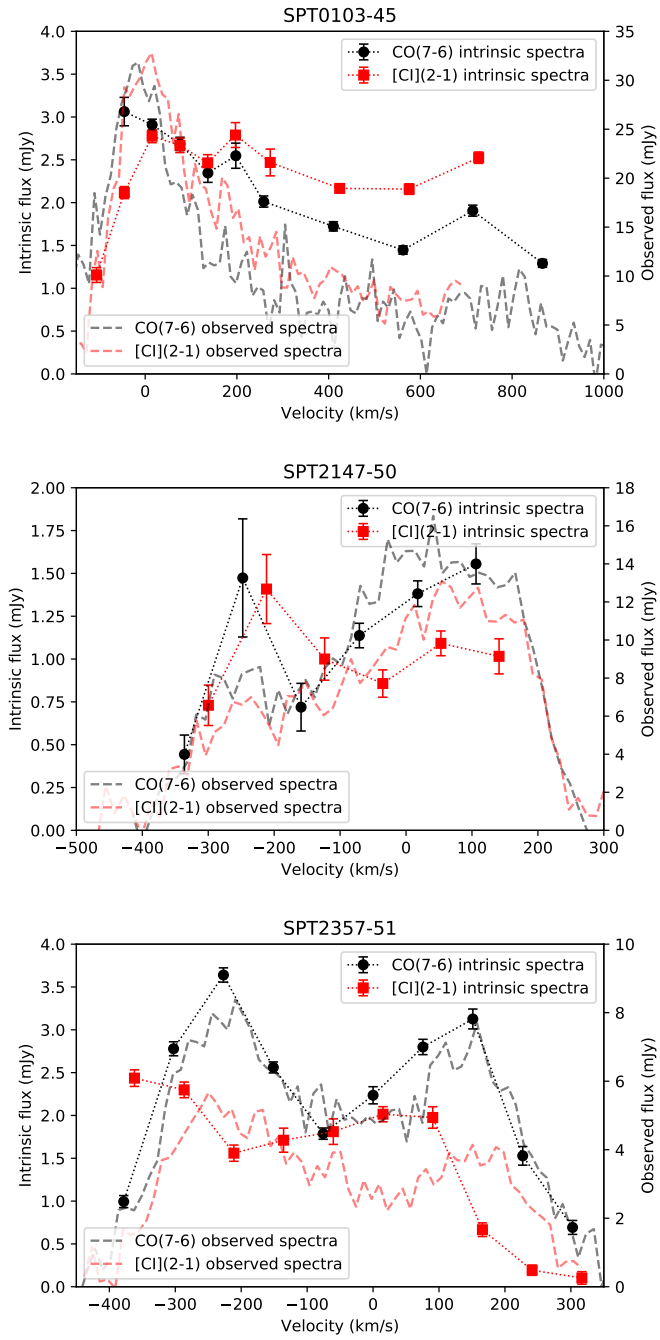 SPT0103-45
4.0
3.5
3.0
2.5
2.0
1.5
1.0
0.5
0.0
Intrinsic flux (mJy)
CO(7-6) intrinsic spectra
[CI](2-1) intrinsic spectra
CO(7-6) observed spectra
[CI](2-1) observed spectra
35
30
25
20
15
10
5
0
Observed flux (mJy)
0 200 400 600 800 1000
Velocity (km/s)
SPT2147-50
2.00
1.75
1.50
1.25
1.00
0.75
0.50
0.25
0.00
Intrinsic flux (mJy)
CO(7-6) intrinsic spectra
[CI](2-1) intrinsic spectra
CO(7-6) observed spectra
[CI](2-1) observed spectra
18
16
14
12
10
8
6
4
2
0
Observed flux (mJy)
−500 −400 −300 −200 −100 0 100 200 300
Velocity (km/s)
SPT2357-51
4.0
3.5
3.0
2.5
2.0
1.5
1.0
0.5
0.0
Intrinsic flux (mJy)
CO(7-6) intrinsic spectra
[CI](2-1) intrinsic spectra
CO(7-6) observed spectra
[CI](2-1) observed spectra
10
8
6
4
2
0
Observed flux (mJy)
−400 −300 −200 −100 0 100 200 300
Velocity (km/s)